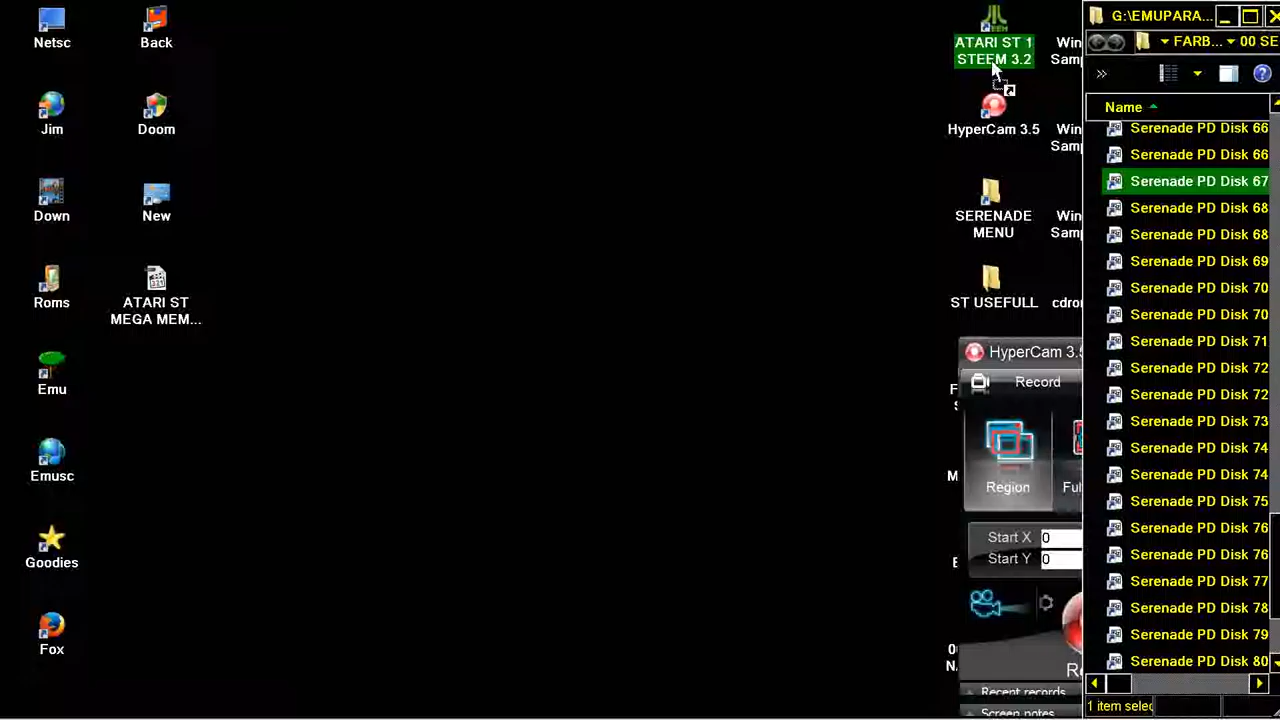 Netsc
Back
Jim
Doom
Down
New
Roms
ATARI ST
MEGA MEM...
Emu
Emusc
Goodies
Fox
ATARI ST 1
STEEM 3.2
HyperCam 3.5
SERENADE
MENU
ST USEFULL
Win
Samp
Win
Samp
Win
Samp
cdrom
HyperCam 3.5
Record
Region
Full
Start X 0
Start Y 0
Recent records
Screen notes
G:\EMUPARA...
FARB... 00 SE
»
Name
Serenade PD Disk 66
Serenade PD Disk 66
Serenade PD Disk 67
Serenade PD Disk 68
Serenade PD Disk 68
Serenade PD Disk 69
Serenade PD Disk 70
Serenade PD Disk 70
Serenade PD Disk 71
Serenade PD Disk 72
Serenade PD Disk 72
Serenade PD Disk 73
Serenade PD Disk 74
Serenade PD Disk 74
Serenade PD Disk 75
Serenade PD Disk 76
Serenade PD Disk 76
Serenade PD Disk 77
Serenade PD Disk 78
Serenade PD Disk 79
Serenade PD Disk 80
1 item selec